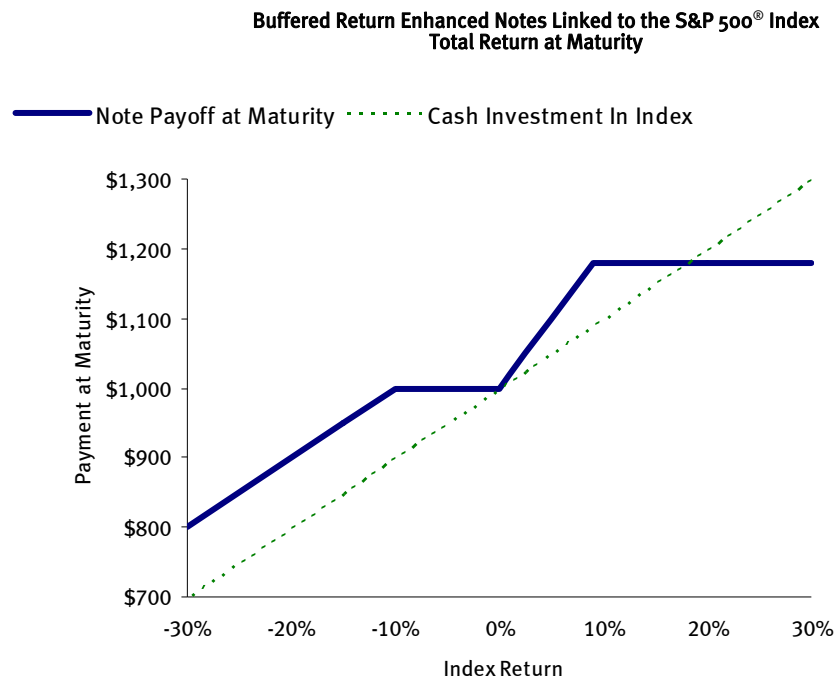 Buffered Return Enhanced Notes Linked to the S&P 500® Index
Total Return at Maturity
Note Payoff at Maturity
Cash Investment In Index
$1,300
$1,200
$1,100
$1,000
$900
$800
$700
Payment at Maturity
-30%
-20%
-10%
0%
10%
20%
30%
Index Return